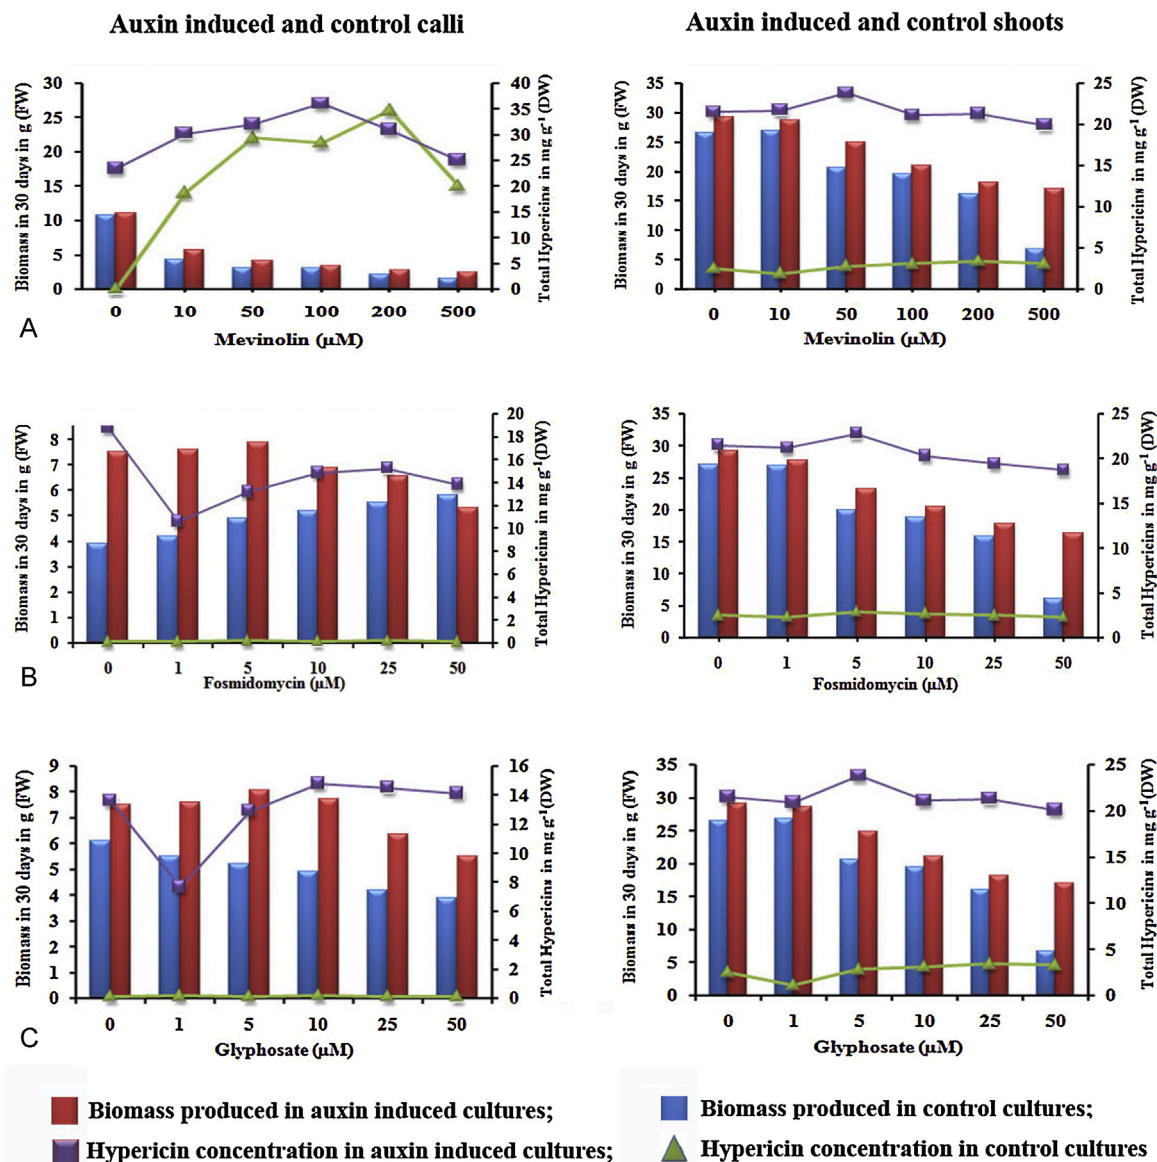 Auxin induced and control calli
Auxin induced and control shoots
Biomass in 30 days in g (FW)
30
25
20
15
10
5
0
40
35
30
25
20
15
10
5
0
Total Hypericins in mg g-1 (DW)
0 10 50 100 200 500
Mevinolin (µM)
A
Biomass in 30 days in g (FW)
35
30
25
20
15
10
5
0
25
20
15
10
5
0
Total Hypericins in mg g-1 (DW)
0 10 50 100 200 500
Mevinolin (µM)
Biomass in 30 days in g (FW)
8
7
6
5
4
3
2
1
0
20
18
16
14
12
10
8
6
4
2
0
Total Hypericins in mg g-1(DW)
0 1 5 10 25 50
Fosmidomycin (µM)
B
Biomass in 30 days in g (FW)
35
30
25
20
15
10
5
0
25
20
15
10
5
0
Total Hypericins in mg g-1(DW)
0 1 5 10 25 50
Fosmidomycin (µM)
Biomass in 30 days in g (FW)
9
8
7
6
5
4
3
2
1
0
16
14
12
10
8
6
4
2
0
Total Hypericins in mg g-1(DW)
0 1 5 10 25 50
Glyphosate (µM)
C
Biomass in 30 days in g (FW)
35
30
25
20
15
10
5
0
25
20
15
10
5
0
Total Hypericins in mg g-1(DW)
0 1 5 10 25 50
Glyphosate (µM)
Biomass produced in auxin induced cultures;
Biomass produced in control cultures;
Hypericin concentration in auxin induced cultures;
Hypericin concentration in control cultures